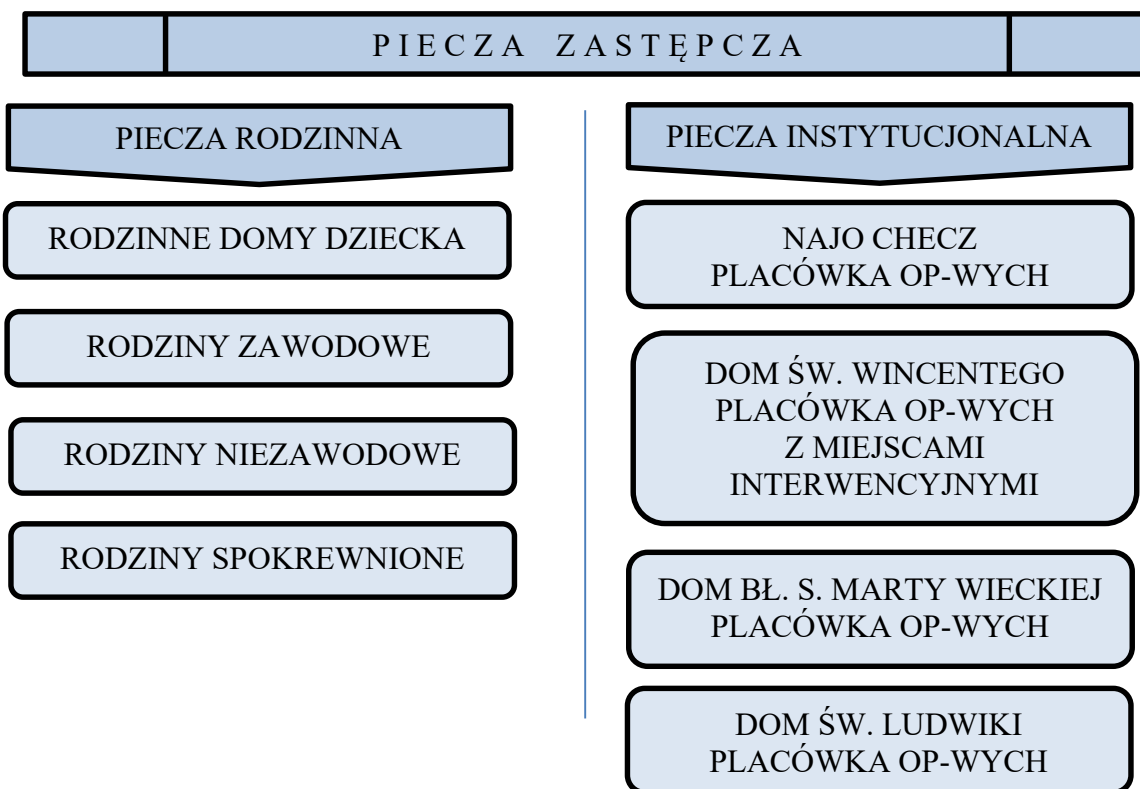 PIECZA ZASTĘPCZA
PIECZA RODZINNA
RODZINNE DOMY DZIECKA
RODZINY ZAWODOWE
RODZINY NIEZAWODOWE
RODZINY SPOKREWNIONE
PIECZA INSTYTUCJONALNA
NAJO CHECZ
PLACÓWKA OP-WYCH
DOM ŚW. WINCENTEGO
PLACÓWKA OP-WYCH
Z MIEJSCAMI
INTERWENCYJNYMI
DOM BŁ. S. MARTY WIECKIEJ
PLACÓWKA OP-WYCH
DOM ŚW. LUDWIKI
PLACÓWKA OP-WYCH